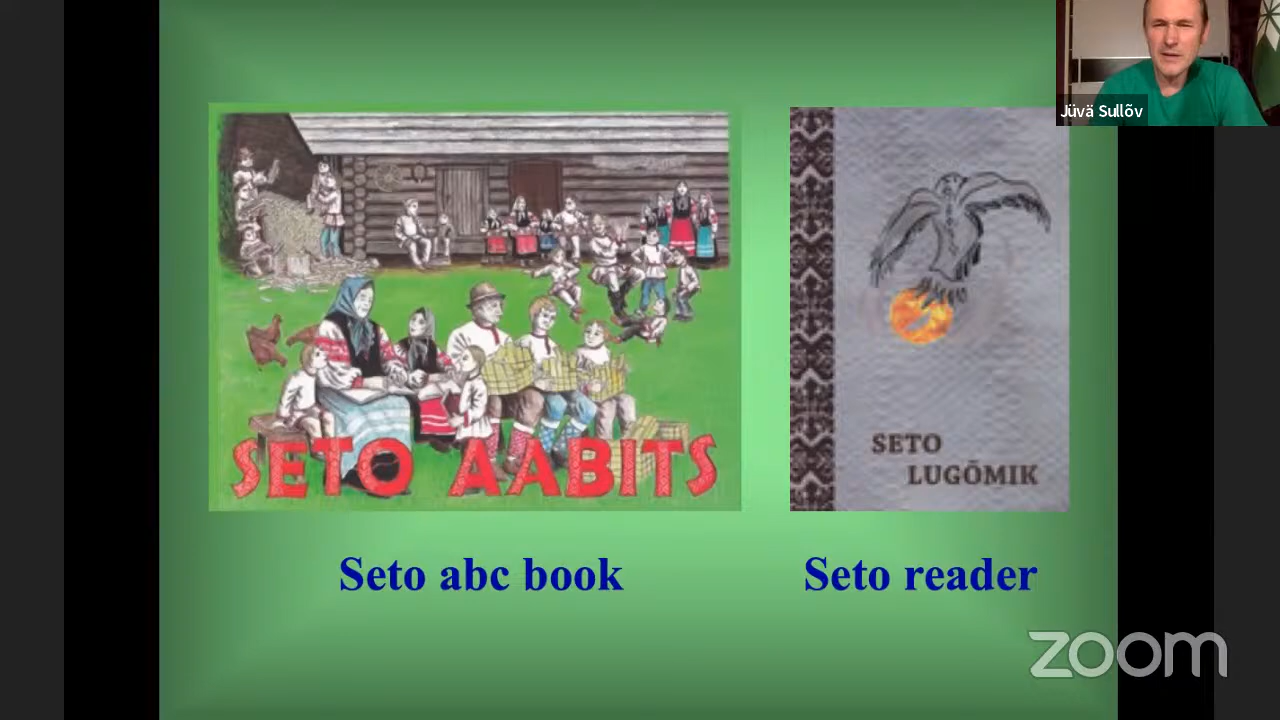 Jüvä Sullõv
SETO AABITS
SETO
LUGÕMIK
Seto abc book
Seto reader
zoom